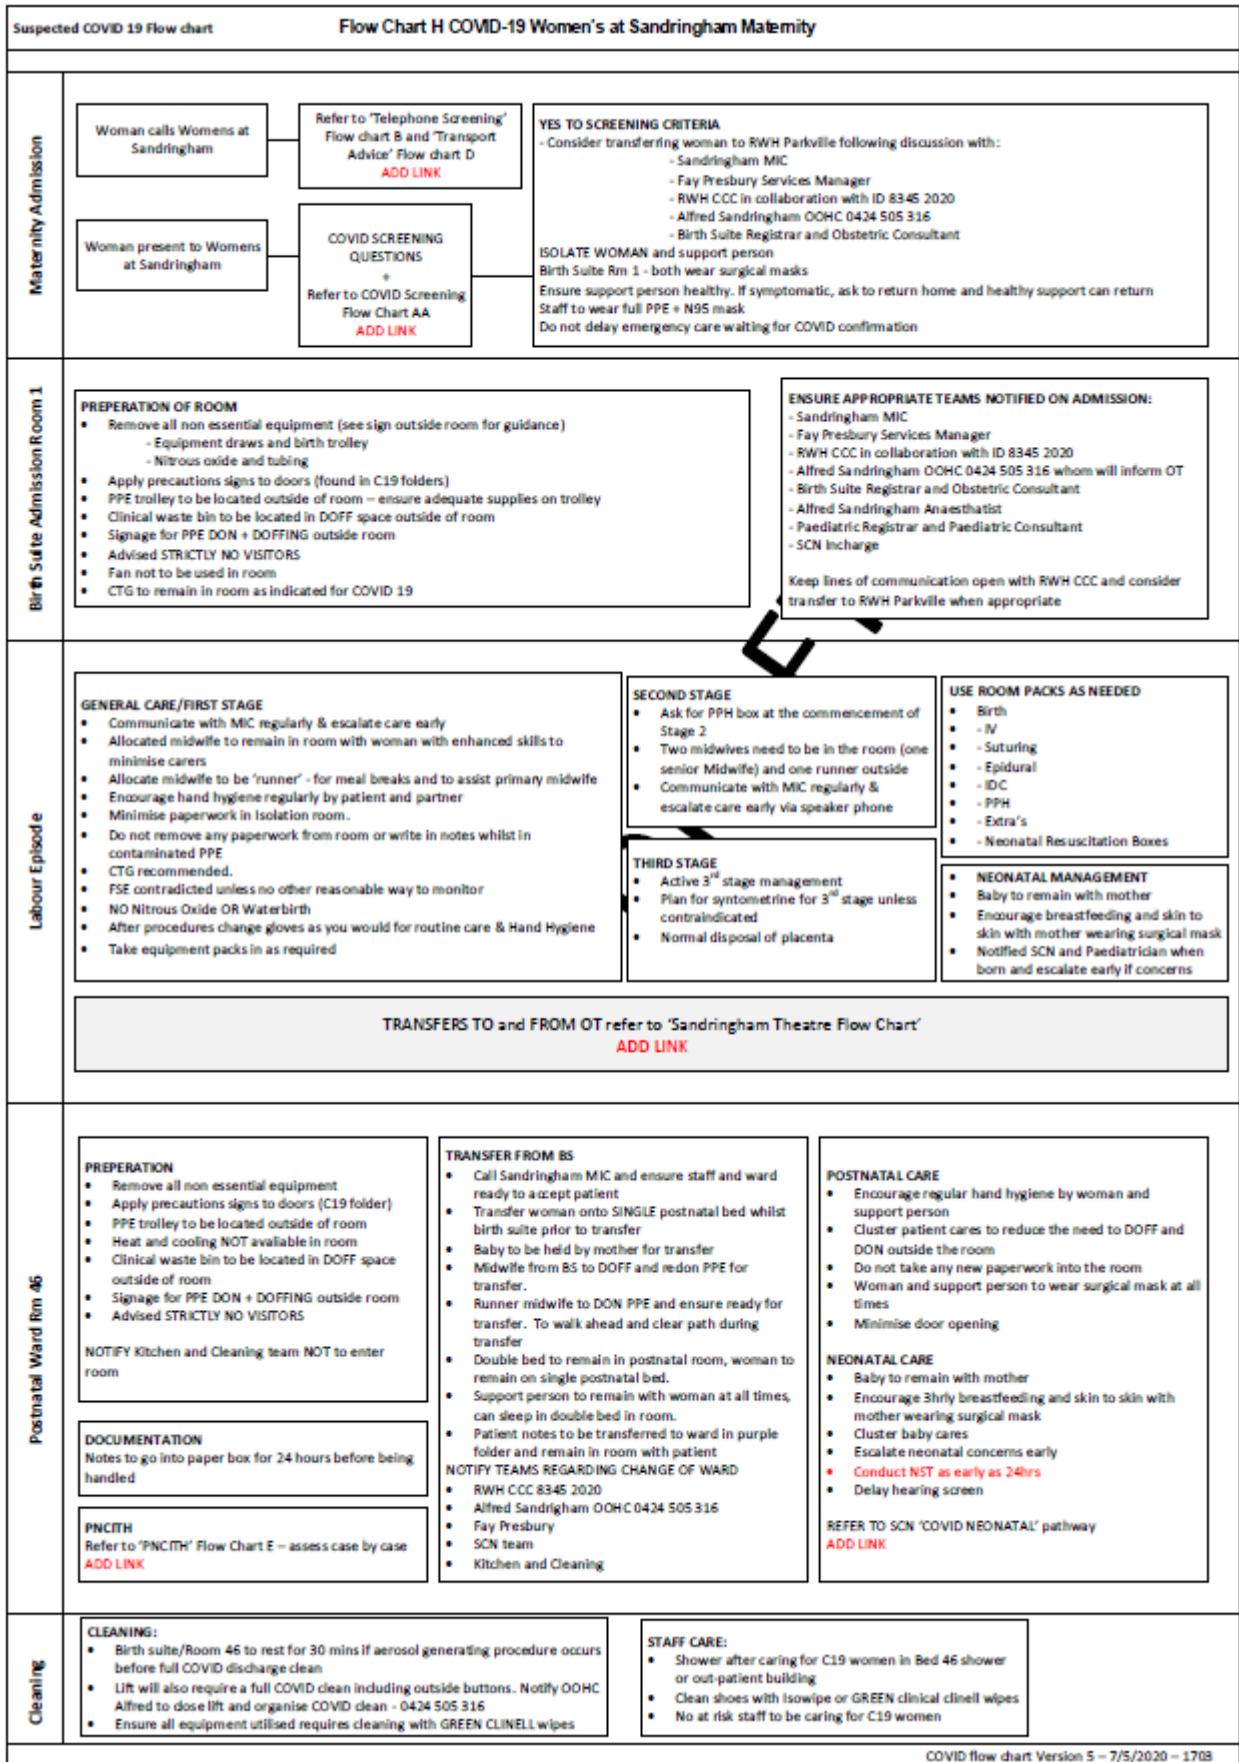 Suspected COVID 19 Flow chart
Flow Chart H COVID-19 Women's at Sandringham Maternity
Maternity Admission
Woman calls Womens at
Sandringham
Refer to 'Telephone Screening'
Flow chart B and 'Transport
Advice' Flow chart D
ADD LINK
Woman present to Womens
at Sandringham
COVID SCREENING
QUESTIONS
+
Refer to COVID Screening
Flow Chart AA
ADD LINK
YES TO SCREENING CRITERIA
- Consider transferring woman to RWH Parkville following discussion with:
- Sandringham MIC
- Fay Presbury Services Manager
- RWH CCC in collaboration with ID 8345 2020
- Alfred Sandringham OOHC 0424 505 316
- Birth Suite Registrar and Obstetric Consultant
ISOLATE WOMAN and support person
Birth Suite Rm 1 - both wear surgical masks
Ensure support person healthy. If symptomatic, ask to return home and healthy support can return
Staff to wear full PPE + N95 mask
Do not delay emergency care waiting for COVID confirmation
Birth Suite Admission Room 1
PREPERATION OF ROOM
• Remove all non essential equipment (see sign outside room for guidance)
- Equipment draws and birth trolley
- Nitrous oxide and tubing
• Apply precautions signs to doors (found in C19 folders)
• PPE trolley to be located outside of room – ensure adequate supplies on trolley
• Clinical waste bin to be located in DOFF space outside of room
• Signage for PPE DON + DOFFING outside room
• Advised STRICTLY NO VISITORS
• Fan not to be used in room
• CTG to remain in room as indicated for COVID 19
ENSURE APPROPRIATE TEAMS NOTIFIED ON ADMISSION:
- Sandringham MIC
- Fay Presbury Services Manager
- RWH CCC in collaboration with ID 8345 2020
- Alfred Sandringham OOHC 0424 505 316 whom will inform OT
- Birth Suite Registrar and Obstetric Consultant
- Alfred Sandringham Anaesthatist
- Paediatric Registrar and Paediatric Consultant
- SCN Incharge
Keep lines of communication open with RWH CCC and consider
transfer to RWH Parkville when appropriate
Labour Episode
GENERAL CARE/FIRST STAGE
• Communicate with MIC regularly & escalate care early
• Allocated midwife to remain in room with woman with enhanced skills to
minimise carers
• Allocate midwife to be 'runner' - for meal breaks and to assist primary midwife
• Encourage hand hygiene regularly by patient and partner
• Minimise paperwork in Isolation room.
• Do not remove any paperwork from room or write in notes whilst in
contaminated PPE
• CTG recommended.
• FSE contradicted unless no other reasonable way to monitor
• NO Nitrous Oxide OR Waterbirth
• After procedures change gloves as you would for routine care & Hand Hygiene
• Take equipment packs in as required
SECOND STAGE
• Ask for PPH box at the commencement of
Stage 2
• Two midwives need to be in the room (one
senior Midwife) and one runner outside
• Communicate with MIC regularly &
escalate care early via speaker phone
THIRD STAGE
• Active 3rd stage management
• Plan for syntometrine for 3rd stage unless
contraindicated
• Normal disposal of placenta
USE ROOM PACKS AS NEEDED
• Birth
• - IV
• - Suturing
• - Epidural
• - IDC
• - PPH
• - Extra's
• - Neonatal Resuscitation Boxes
• NEONATAL MANAGEMENT
• Baby to remain with mother
• Encourage breastfeeding and skin to
skin with mother wearing surgical mask
• Notified SCN and Paediatrician when
born and escalate early if concerns
TRANSFERS TO and FROM OT refer to 'Sandringham Theatre Flow Chart'
ADD LINK
Postnatal Ward Rm 46
PREPERATION
• Remove all non essential equipment
• Apply precautions signs to doors (C19 folder)
• PPE trolley to be located outside of room
• Heat and cooling NOT avaliable in room
• Clinical waste bin to be located in DOFF space
outside of room
• Signage for PPE DON + DOFFING outside room
• Advised STRICTLY NO VISITORS
NOTIFY Kitchen and Cleaning team NOT to enter
room
DOCUMENTATION
Notes to go into paper box for 24 hours before being
handled
PNCITH
Refer to 'PNCITH' Flow Chart E – assess case by case
ADD LINK
TRANSFER FROM BS
• Call Sandringham MIC and ensure staff and ward
ready to accept patient
• Transfer woman onto SINGLE postnatal bed whilst
birth suite prior to transfer
• Baby to be held by mother for transfer
• Midwife from BS to DOFF and redon PPE for
transfer.
• Runner midwife to DON PPE and ensure ready for
transfer. To walk ahead and clear path during
transfer
• Double bed to remain in postnatal room, woman to
remain on single postnatal bed.
• Support person to remain with woman at all times,
can sleep in double bed in room.
• Patient notes to be transferred to ward in purple
folder and remain in room with patient
NOTIFY TEAMS REGARDING CHANGE OF WARD
• RWH CCC 8345 2020
• Alfred Sandrigham OOHC 0424 505 316
• Fay Presbury
• SCN team
• Kitchen and Cleaning
POSTNATAL CARE
• Encourage regular hand hygiene by woman and
support person
• Cluster patient cares to reduce the need to DOFF and
DON outside the room
• Do not take any new paperwork into the room
• Woman and support person to wear surgical mask at all
times
• Minimise door opening
NEONATAL CARE
• Baby to remain with mother
• Encourage 3hrly breastfeeding and skin to skin with
mother wearing surgical mask
• Cluster baby cares
• Escalate neonatal concerns early
• Conduct NST as early as 24hrs
• Delay hearing screen
REFER TO SCN 'COVID NEONATAL' pathway
ADD LINK
Cleaning
CLEANING:
• Birth suite/Room 46 to rest for 30 mins if aerosol generating procedure occurs
before full COVID discharge clean
• Lift will also require a full COVID clean including outside buttons. Notify OOHC
Alfred to close lift and organise COVID clean - 0424 505 316
• Ensure all equipment utilised requires cleaning with GREEN CLINELL wipes
STAFF CARE:
• Shower after caring for C19 women in Bed 46 shower
or out-patient building
• Clean shoes with Isowipe or GREEN clinical clinell wipes
• No at risk staff to be caring for C19 women
COVID flow chart Version 5 – 7/5/2020 – 1703